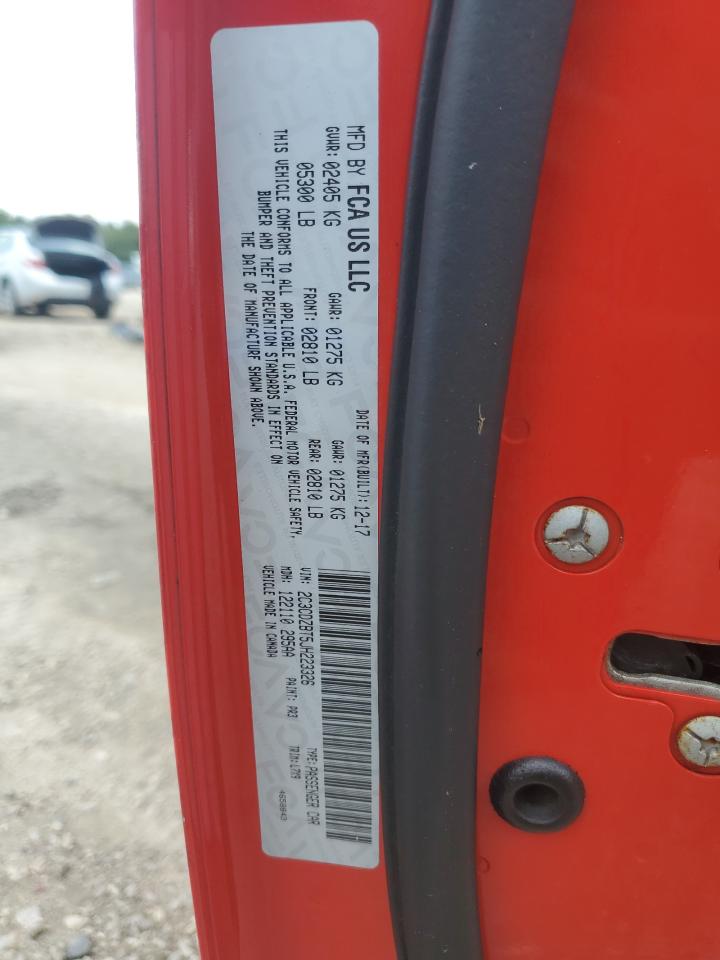 MFD BY FCA US LLC
DATE OF MFR(BUILT): 12-17
GVWR: 02405 KG GAWR: 01275 KG GAWR: 01275 KG
05300 LB FRONT: 02810 LB REAR: 02810 LB
THIS VEHICLE CONFORMS TO ALL APPLICABLE U.S.A. FEDERAL MOTOR VEHICLE SAFETY,
BUMPER AND THEFT PREVENTION STANDARDS IN EFFECT ON
THE DATE OF MANUFACTURE SHOWN ABOVE.
VIN: 2C3CDZBT5JH223326 TYPE: PASSENGER CAR
MDH: 122110 295AA PAINT: PR3 TRIM: L7M9
VEHICLE MADE IN CANADA